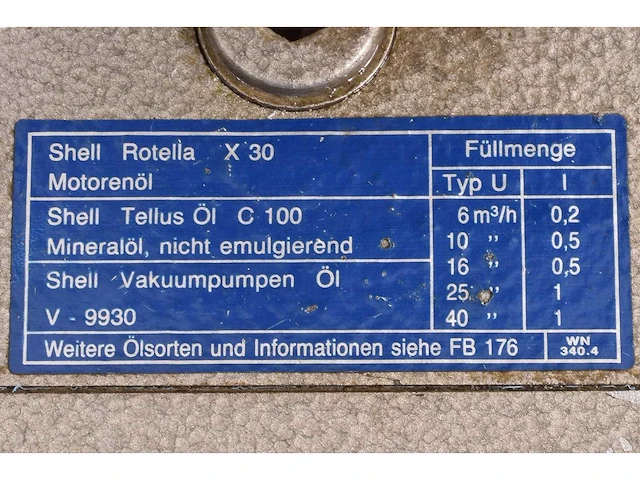 Shell Rotella X 30
Motorenöl
Shell Tellus Öl C 100
Mineralöl, nicht emulgierend
Shell Vakuumpumpen Öl
V - 9930
Füllmenge
Typ U l
6 m³/h 0,2
10 " 0,5
16 " 0,5
25 " 1
40 " 1
Weitere Ölsorten und Informationen siehe FB 176
WN
340.4